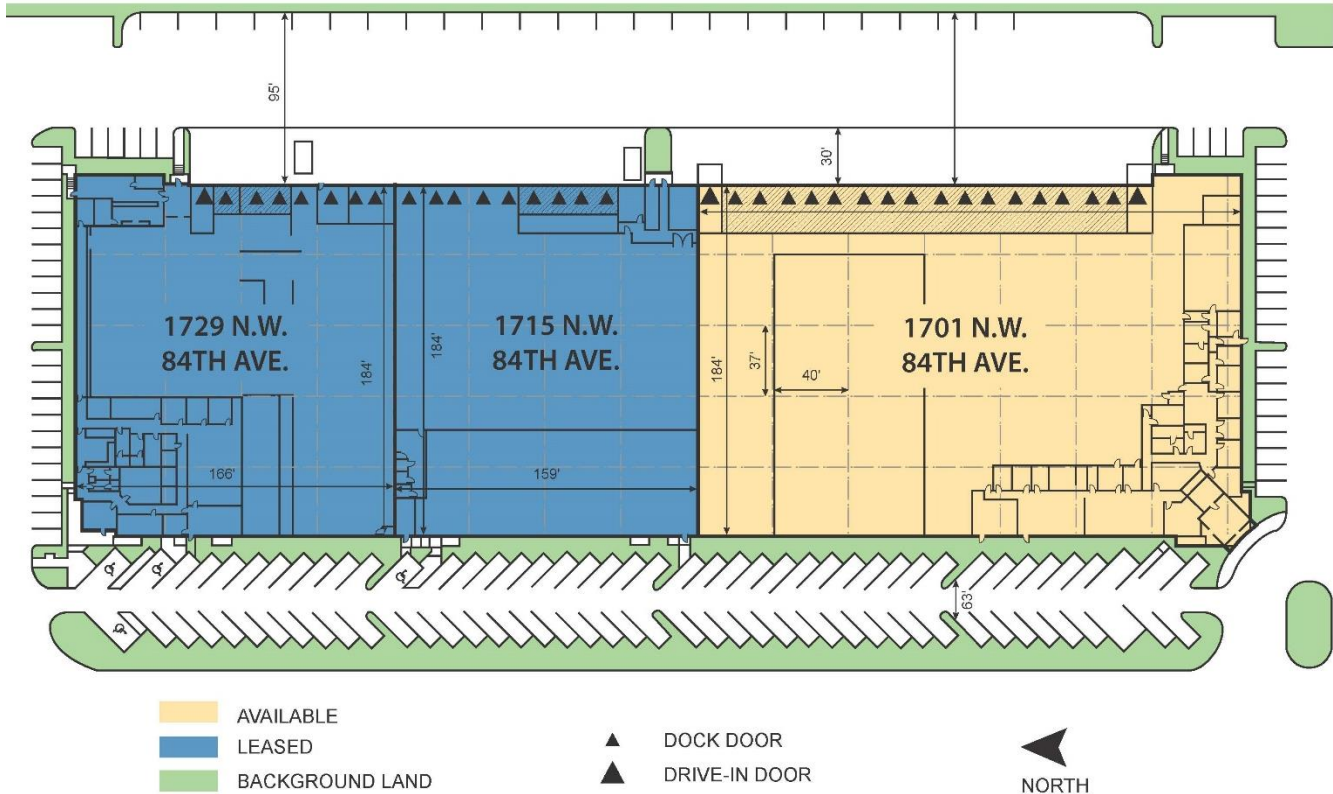 95'
30'
1729 N.W.
84TH AVE.
184'
1715 N.W.
84TH AVE.
184'
1701 N.W.
84TH AVE.
184'
37'
40'
166'
159'
63'
AVAILABLE
LEASED
BACKGROUND LAND
DOCK DOOR
DRIVE-IN DOOR
NORTH